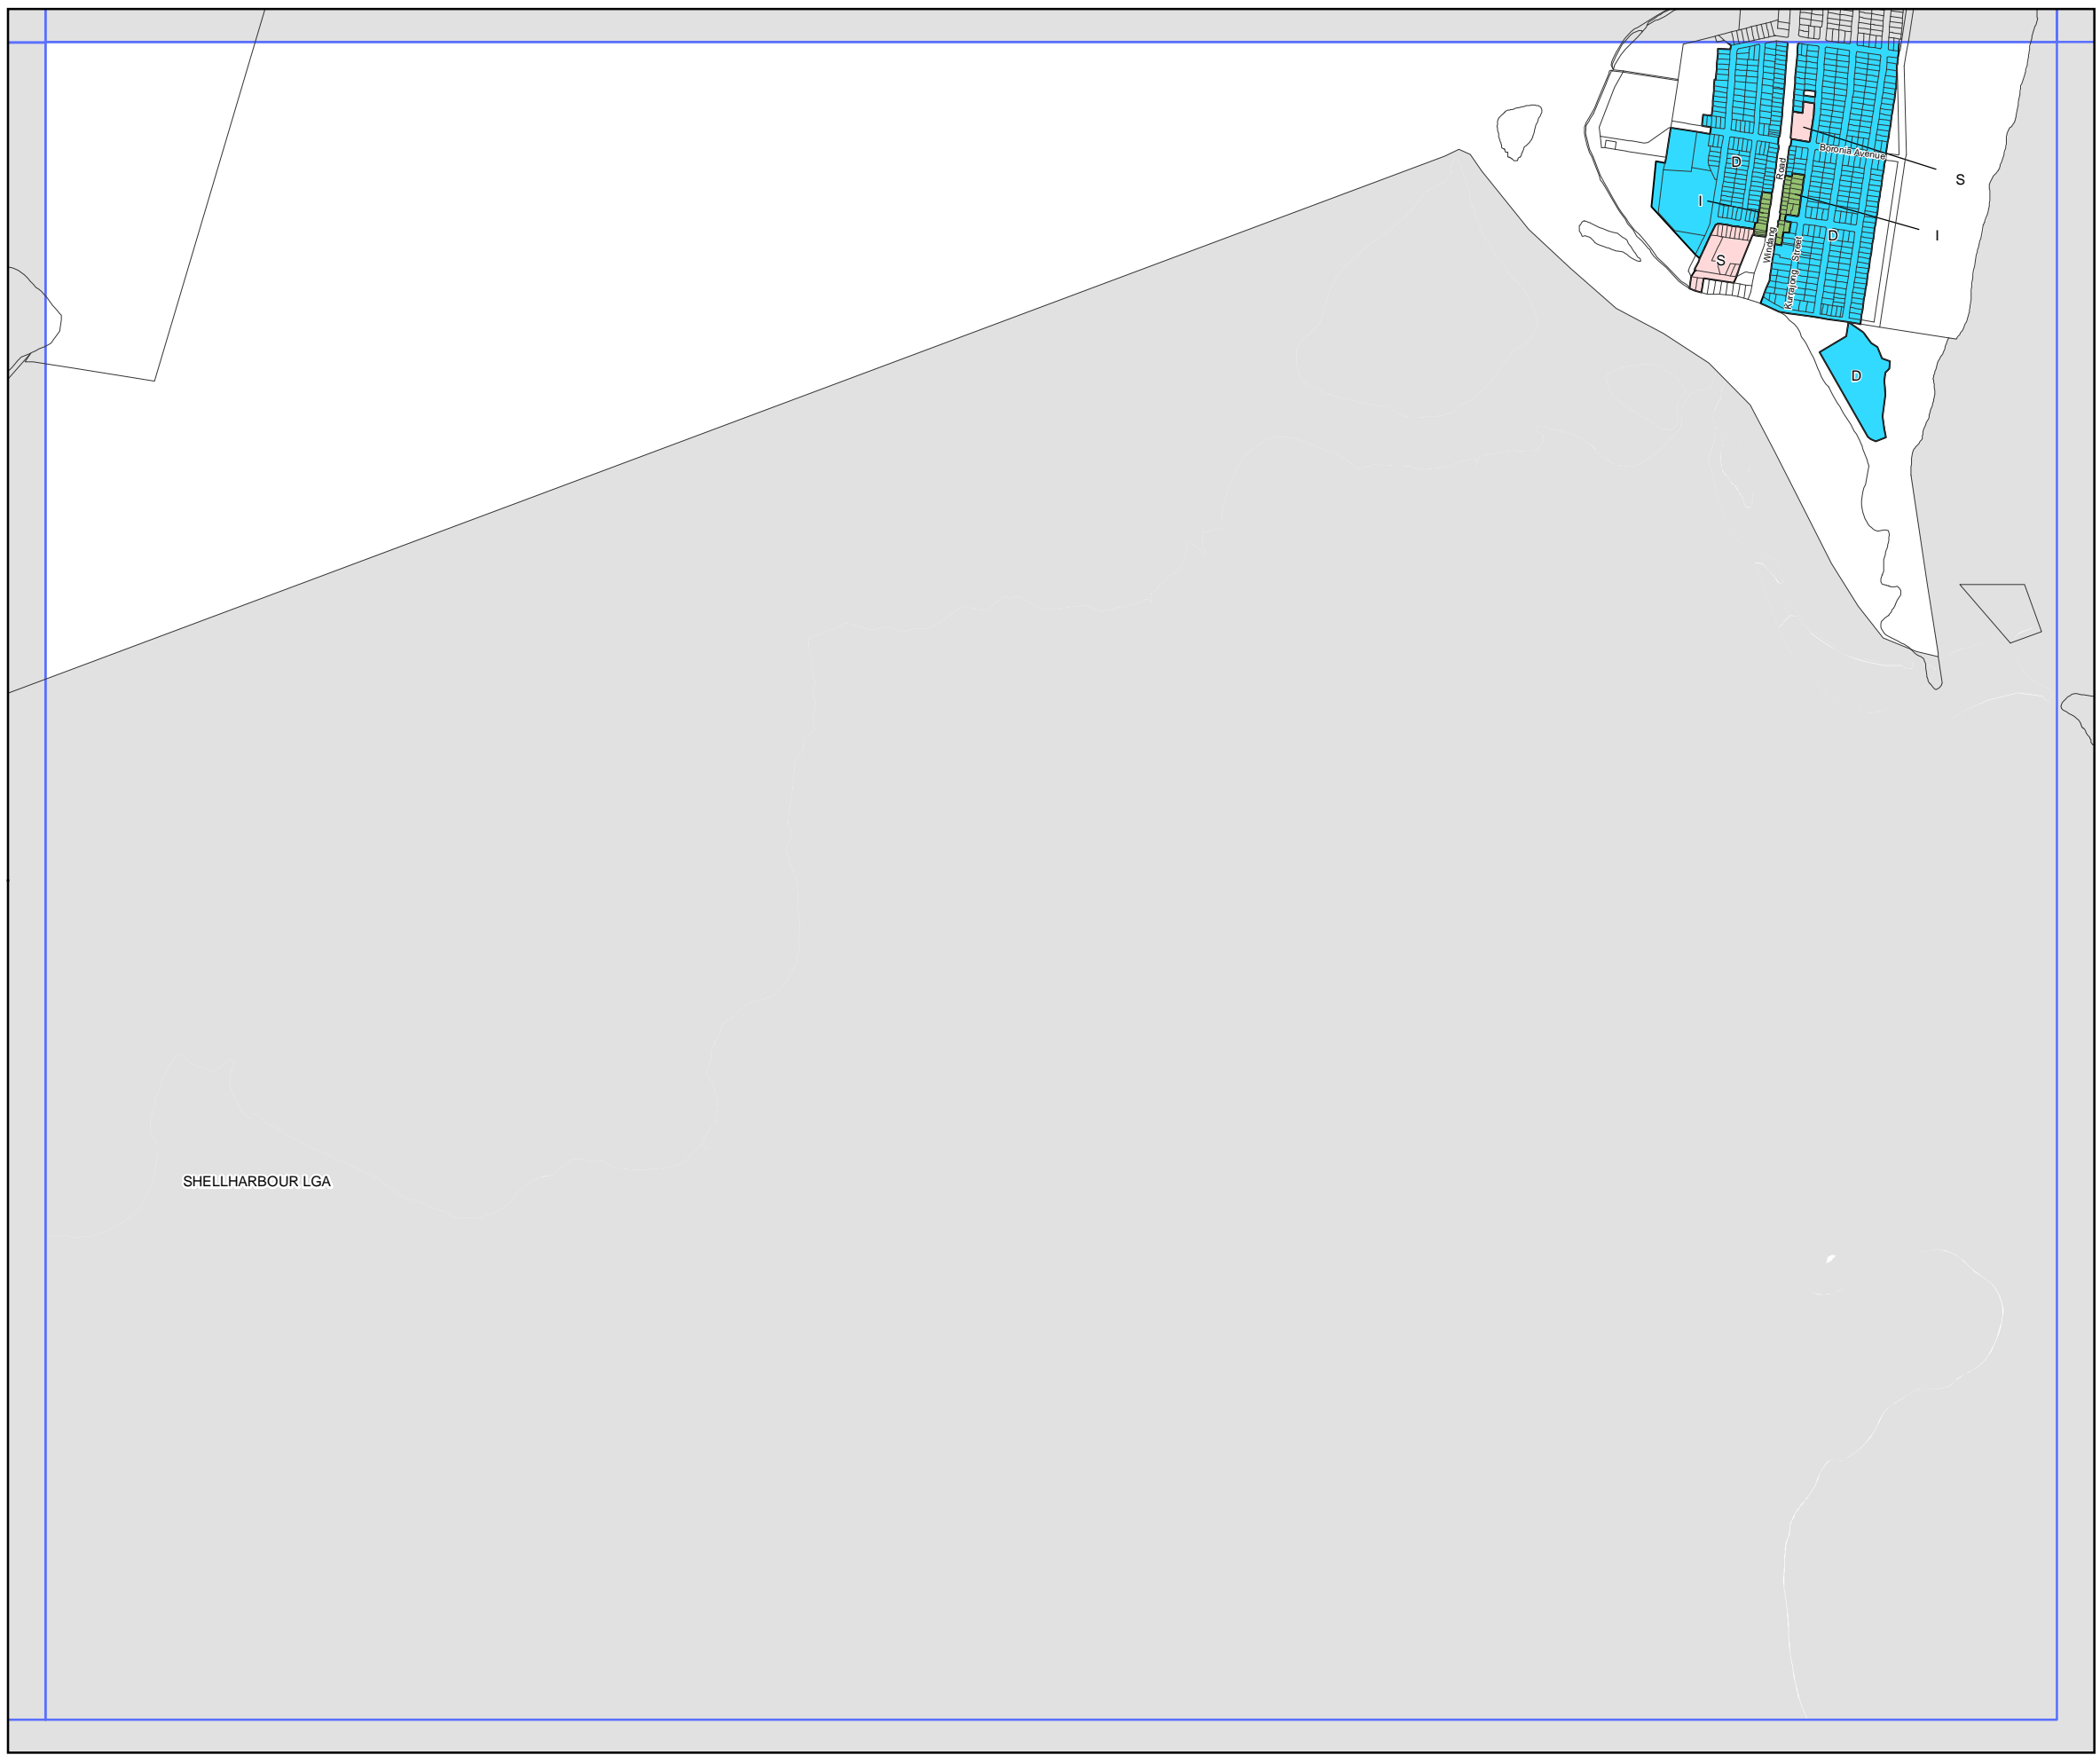 Boronia Avenue
D
Road
S
I
D
I
Windang
Street
S
Kurrajong
D
SHELLHARBOUR LGA